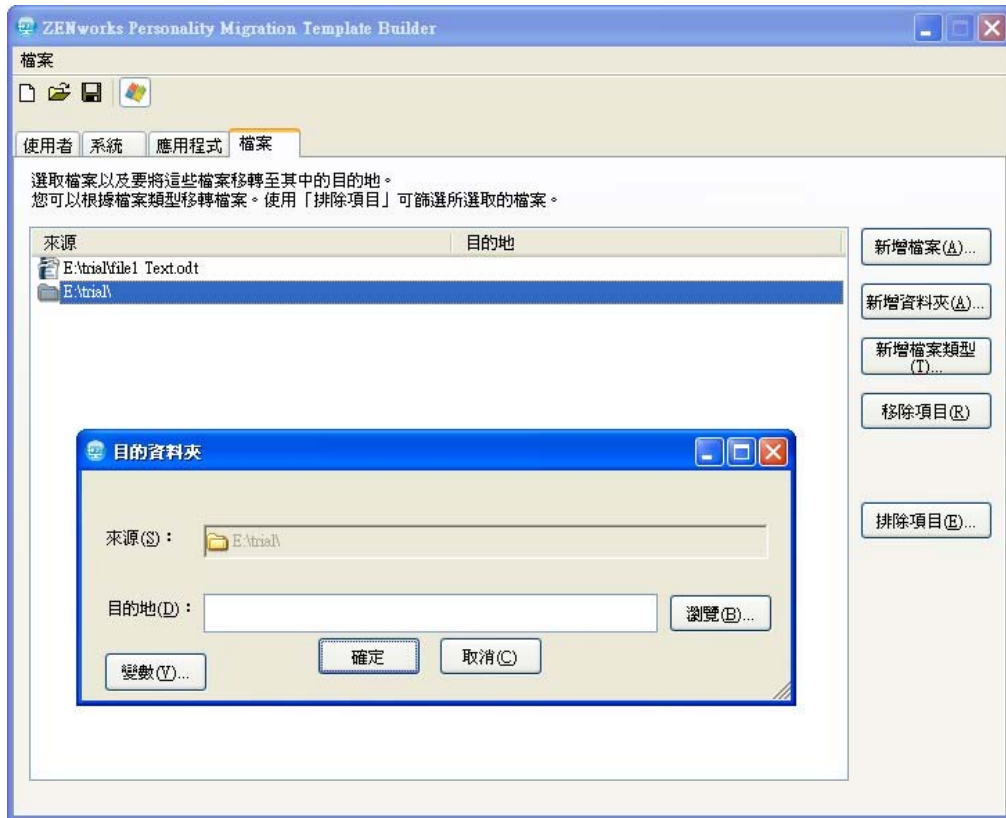 ZENworks Personality Migration Template Builder
檔案
使用者 系統 應用程式 檔案
選取檔案以及要將這些檔案移轉至其中的目的地。
您可以根據檔案類型移轉檔案。使用「排除項目」可篩選所選取的檔案。
來源 目的地
E:\trial\file1 Text.odt
E:\trial\
新增檔案(A)...
新增資料夾(A)...
新增檔案類型
(T)...
移除項目(R)
排除項目(E)...
目的資料夾
來源(S)： E:\trial\
目的地(D)： 瀏覽(B)...
變數(V)... 確定 取消(C)